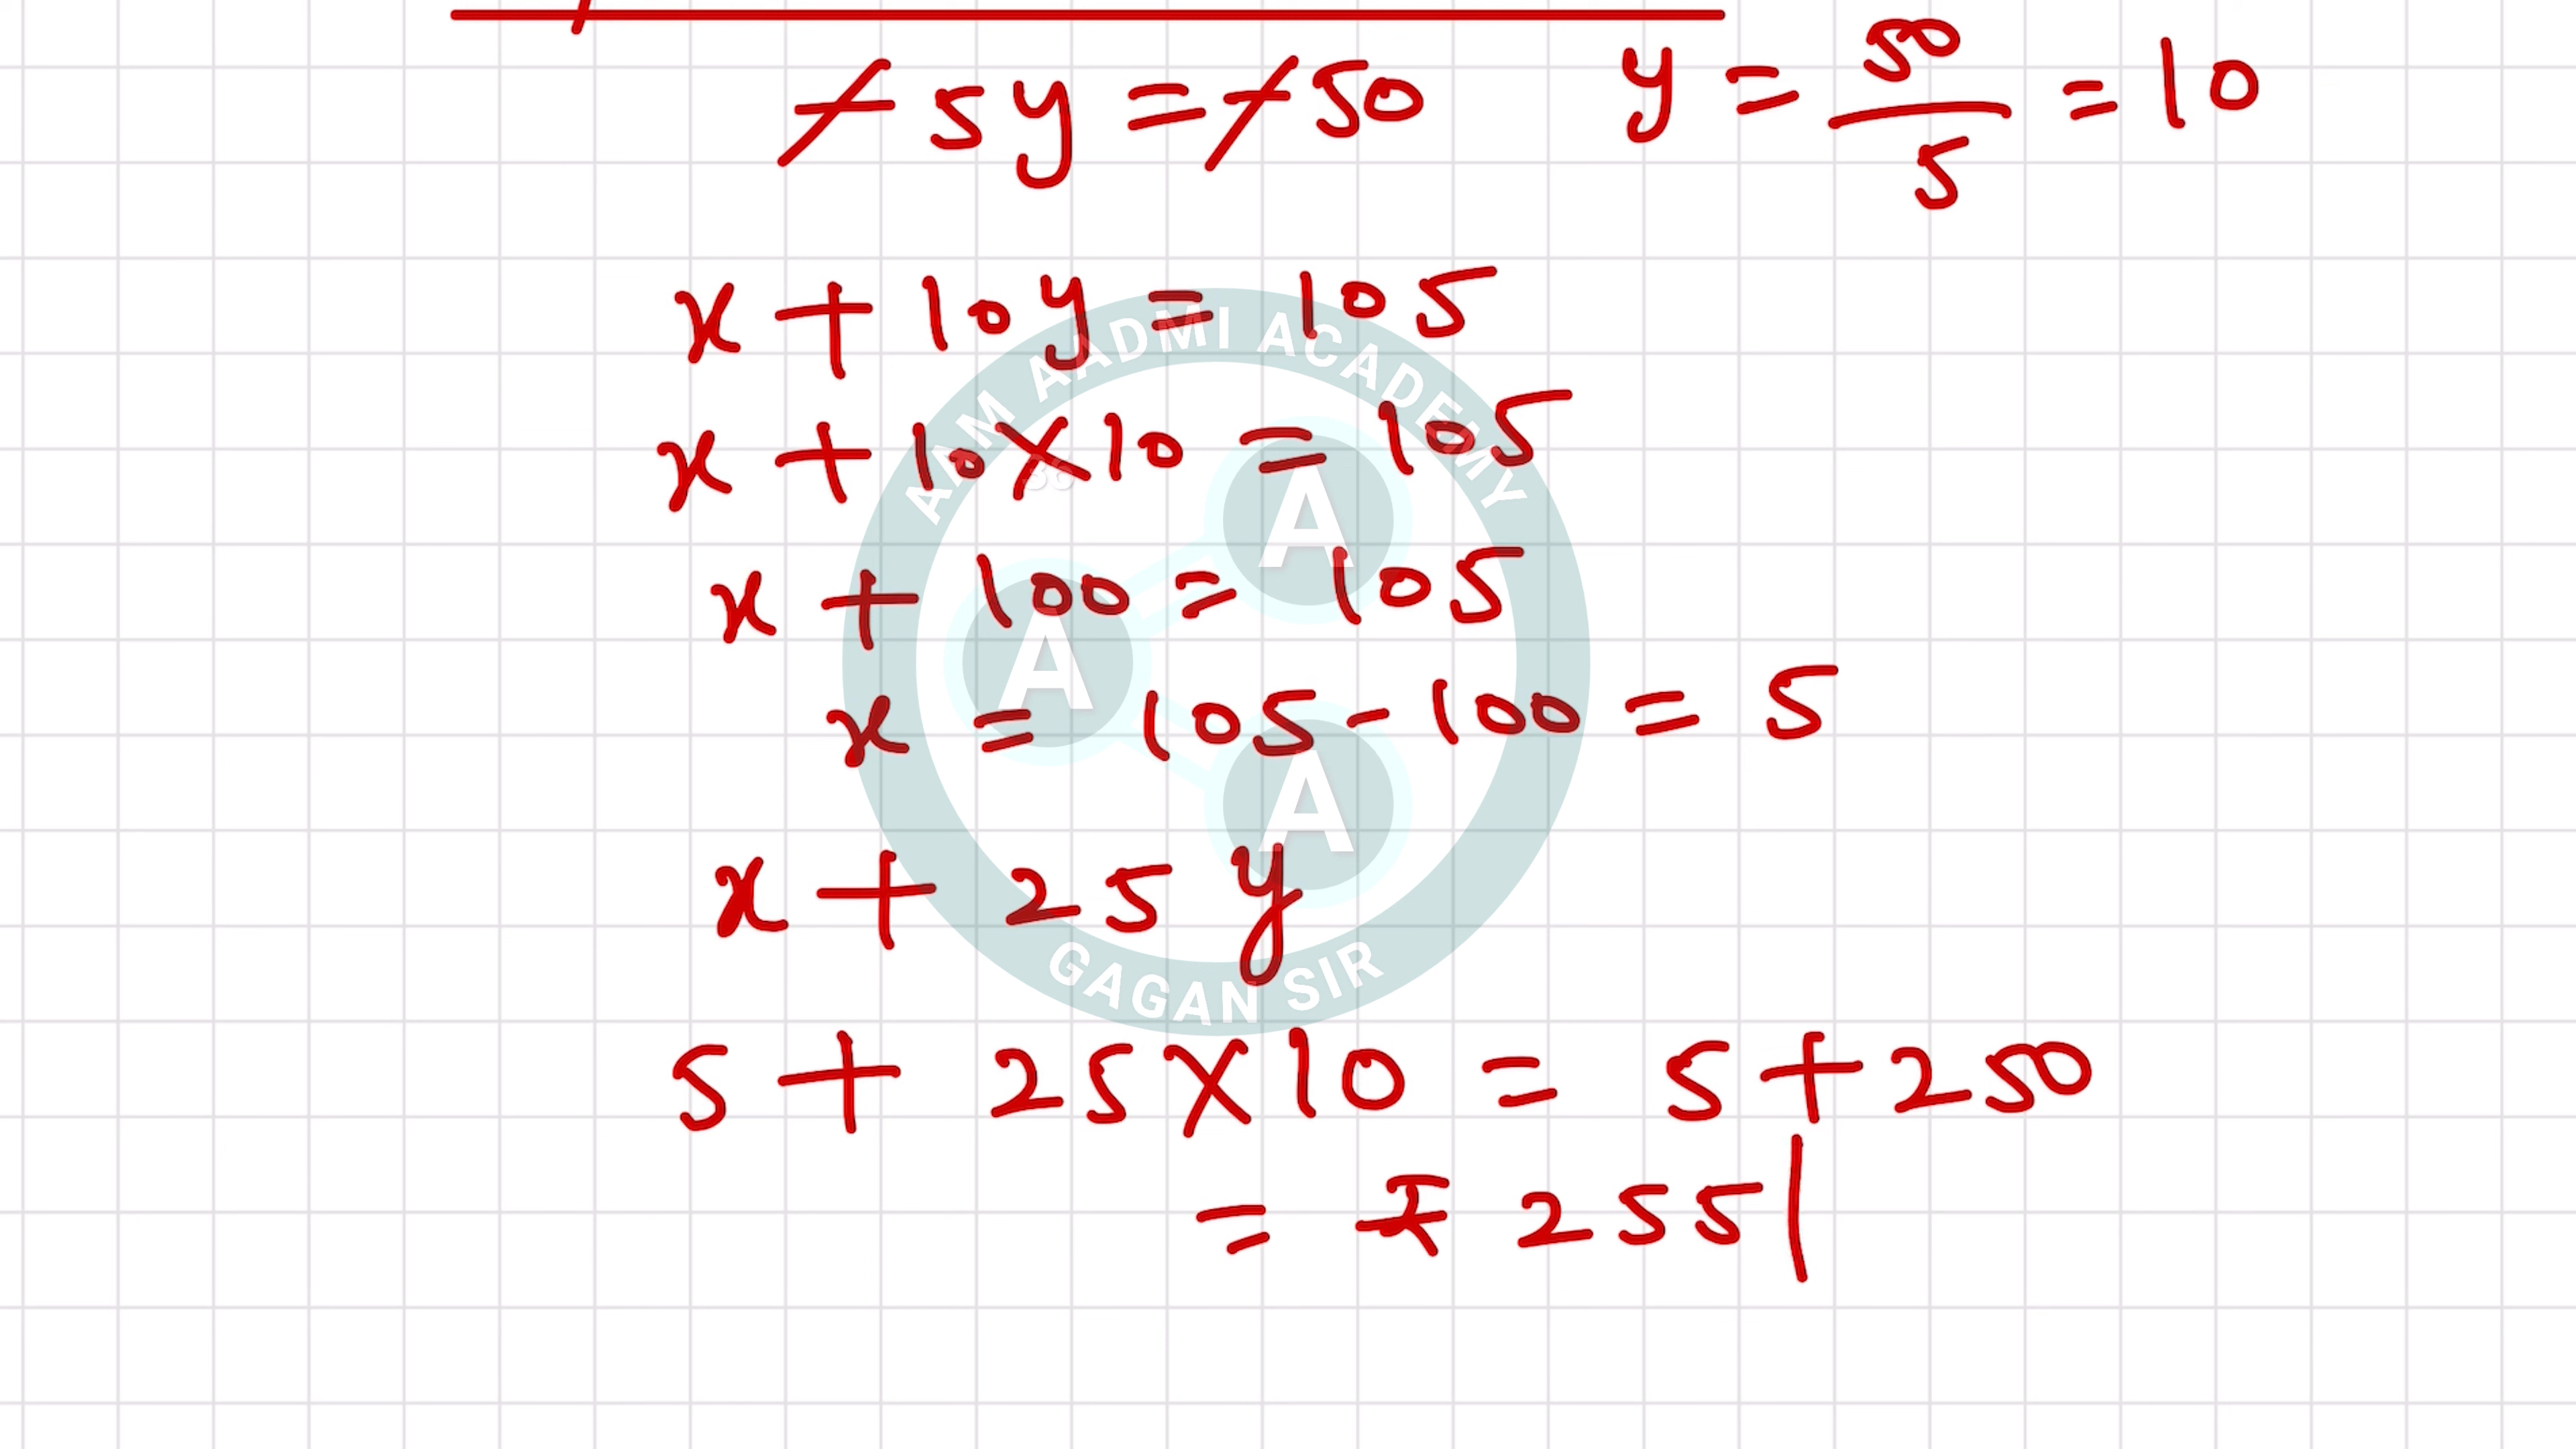 -5y = -50 y = 50/5 = 10
x + 10y = 105
x + 10 × 10 = 105
x + 100 = 105
x = 105 - 100 = 5
x + 25y
5 + 25 × 10 = 5 + 250
= ₹ 255
AAM AADMI ACADEMY
A
A
A
GAGAN SIR